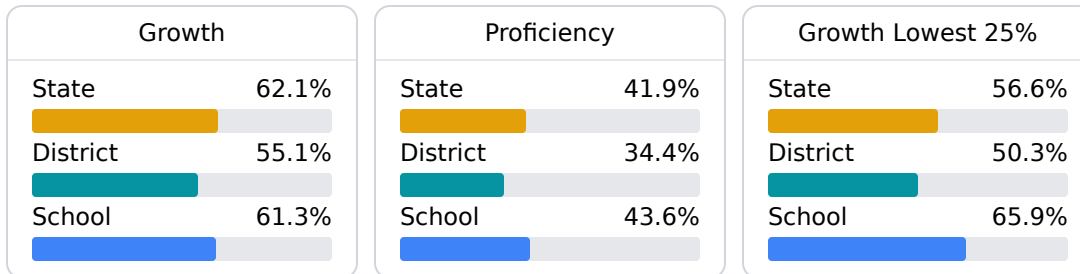 Growth
State 62.1%
District 55.1%
School 61.3%
Proficiency
State 41.9%
District 34.4%
School 43.6%
Growth Lowest 25%
State 56.6%
District 50.3%
School 65.9%